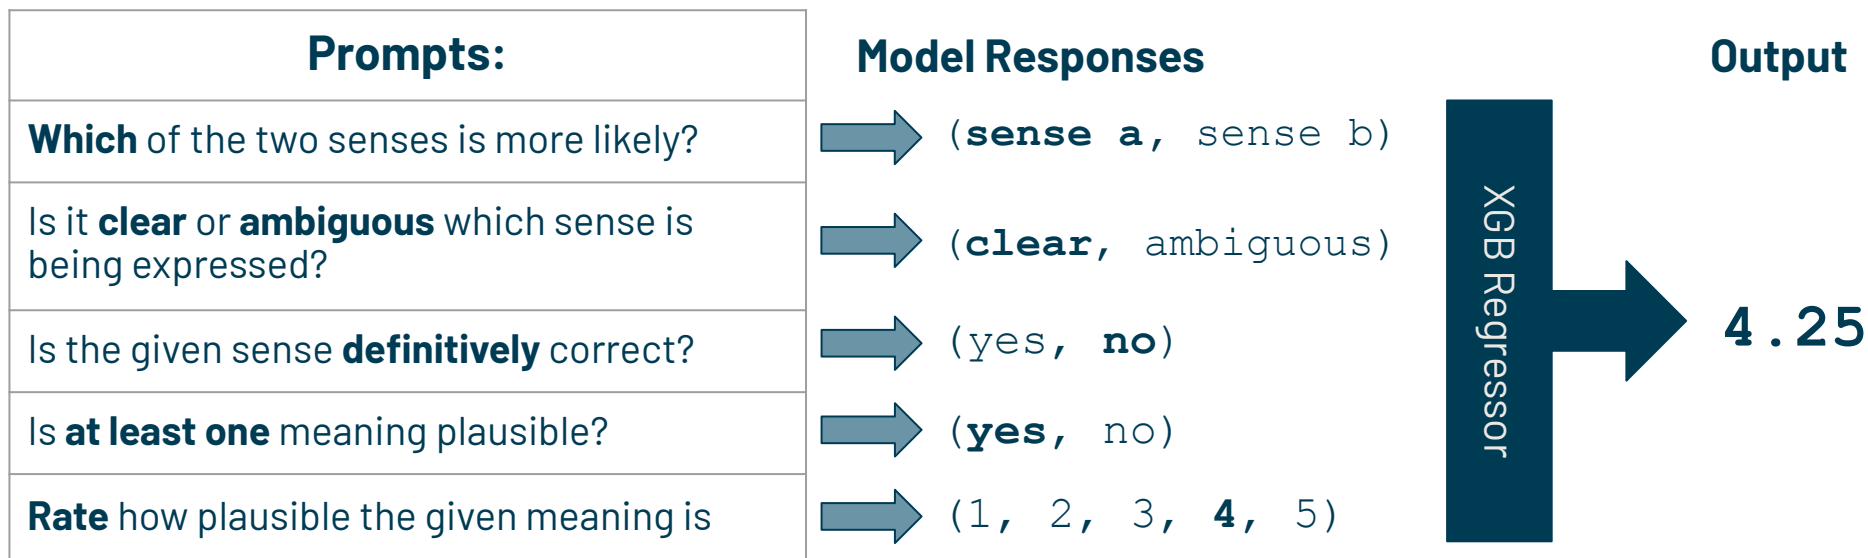 Prompts:
Model Responses
Output
Which of the two senses is more likely?
(sense a, sense b)
Is it clear or ambiguous which sense is
being expressed?
(clear, ambiguous)
Is the given sense definitively correct?
(yes, no)
Is at least one meaning plausible?
(yes, no)
Rate how plausible the given meaning is
(1, 2, 3, 4, 5)
XGB Regressor
4.25